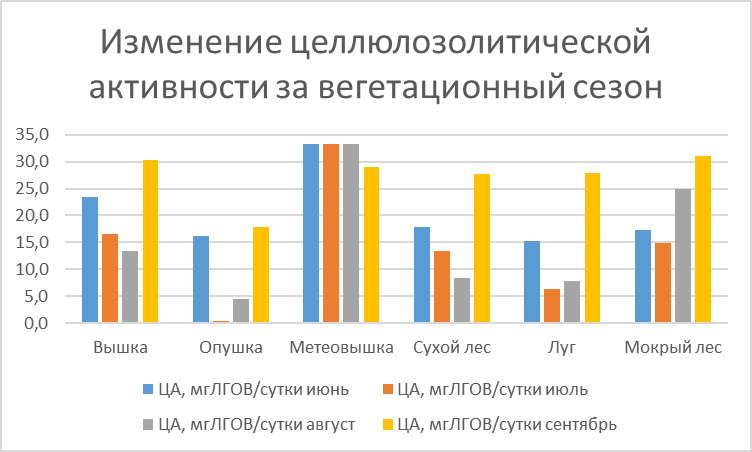 Изменение целлюлозолитической
активности за вегетационный сезон
35,0
30,0
25,0
20,0
15,0
10,0
5,0
0,0
Вышка Опушка Метеовышка Сухой лес Луг Мокрый лес
ЦА, мгЛГОВ/сутки июнь ЦА, мгЛГОВ/сутки июль
ЦА, мгЛГОВ/сутки август ЦА, мгЛГОВ/сутки сентябрь